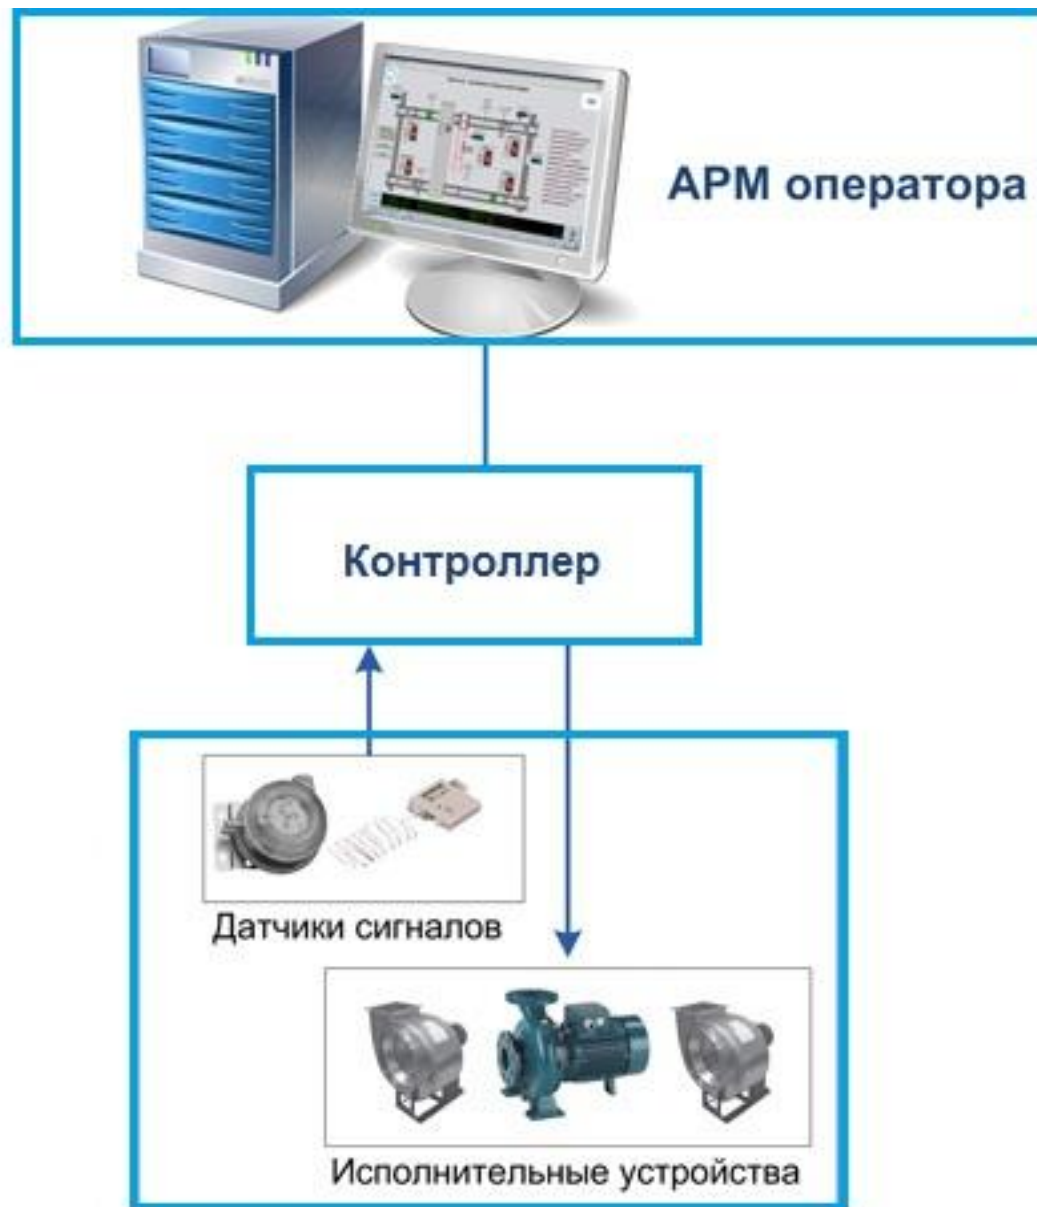 АРМ оператора
Контроллер
Датчики сигналов
Исполнительные устройства